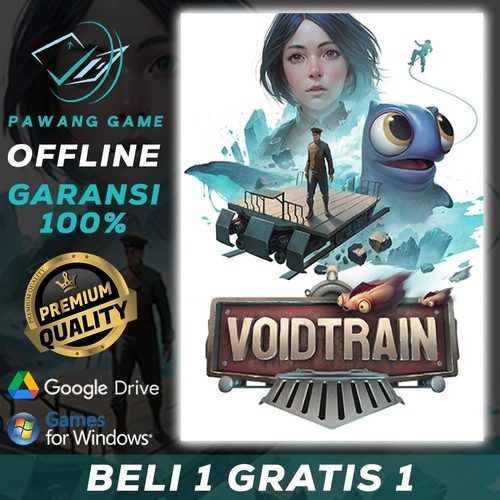 PAWANG GAME
OFFLINE
GARANSI
100%
PREMIUM
QUALITY
Google Drive
Games
for Windows®
VOIDTRAIN
BELI 1 GRATIS 1